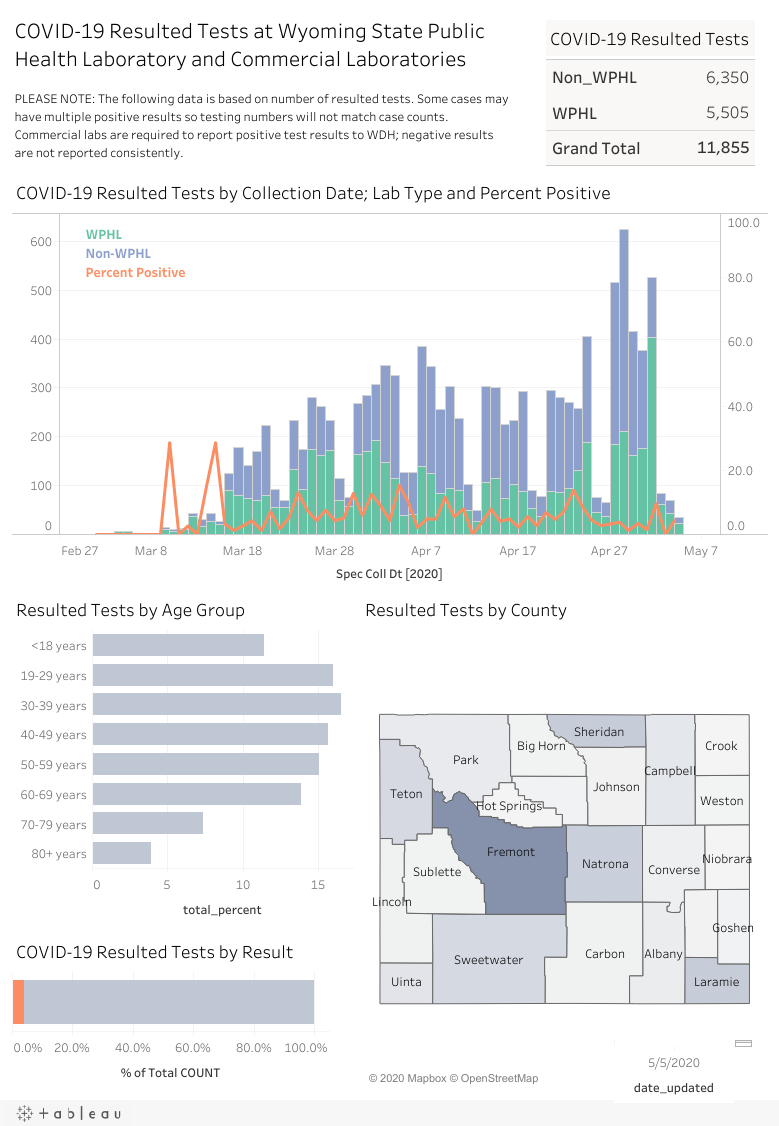 COVID-19 Resulted Tests at Wyoming State Public
Health Laboratory and Commercial Laboratories
PLEASE NOTE: The following data is based on number of resulted tests. Some cases may
have multiple positive results so testing numbers will not match case counts.
Commercial labs are required to report positive test results to WDH; negative results
are not reported consistently.
COVID-19 Resulted Tests
Non_WPHL 6,350
WPHL 5,505
Grand Total 11,855
COVID-19 Resulted Tests by Collection Date; Lab Type and Percent Positive
WPHL
Non-WPHL
Percent Positive
600
500
400
300
200
100
0
100.0
80.0
60.0
40.0
20.0
0.0
Feb 27 Mar 8 Mar 18 Mar 28 Apr 7 Apr 17 Apr 27 May 7
Spec Coll Dt [2020]
Resulted Tests by Age Group
<18 years
19-29 years
30-39 years
40-49 years
50-59 years
60-69 years
70-79 years
80+ years
0 5 10 15
total_percent
COVID-19 Resulted Tests by Result
0.0% 20.0% 40.0% 60.0% 80.0% 100.0%
% of Total COUNT
Resulted Tests by County
Sheridan
Big Horn
Crook
Park
Campbell
Johnson
Teton
Weston
Hot Springs
Fremont
Natrona
Niobrara
Sublette
Converse
Lincoln
Goshen
Carbon
Albany
Sweetwater
Uinta
Laramie
© 2020 Mapbox © OpenStreetMap
5/5/2020
date_updated
tableau